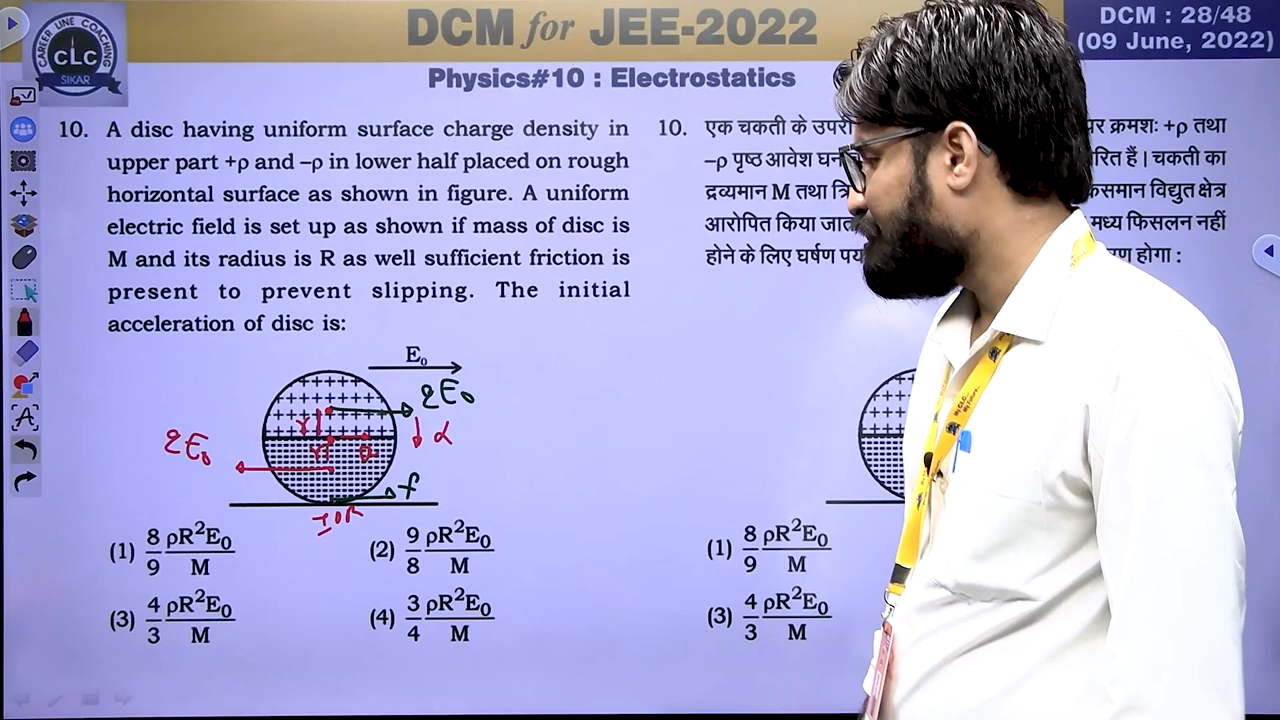 CAREER LINE COACHING
CLC
SIKAR
DCM for JEE-2022
DCM : 28/48
(09 June, 2022)
Physics#10 : Electrostatics
10. A disc having uniform surface charge density in
upper part +ρ and –ρ in lower half placed on rough
horizontal surface as shown in figure. A uniform
electric field is set up as shown if mass of disc is
M and its radius is R as well sufficient friction is
present to prevent slipping. The initial
acceleration of disc is:
E₀
qE₀
α
qE₀
f
IOR
(1) 8/9 ρR²E₀/M
(2) 9/8 ρR²E₀/M
(3) 4/3 ρR²E₀/M
(4) 3/4 ρR²E₀/M
10. एक चकती के उपरी पर क्रमशः +ρ तथा
–ρ पृष्ठ आवेश घन
चकती का
द्रव्यमान M तथा
विद्युत क्षेत्र
आरोपित किया
मध्य फिसलन नहीं
होने के लिए घर्षण
होगा :
(1) 8/9 ρR²E₀/M
(3) 4/3 ρR²E₀/M